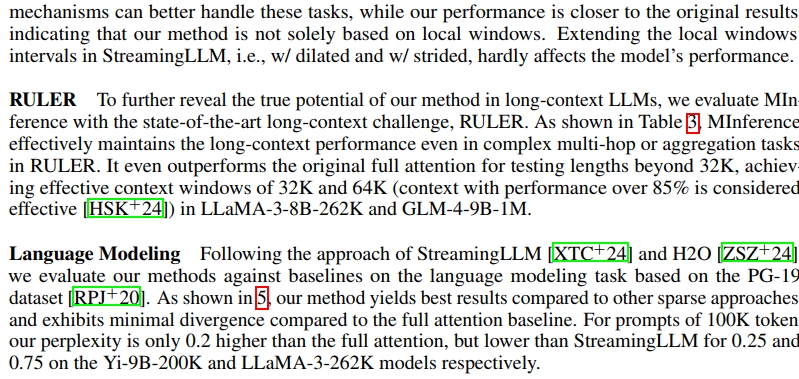 mechanisms can better handle these tasks, while our performance is closer to the original results
indicating that our method is not solely based on local windows. Extending the local windows
intervals in StreamingLLM, i.e., w/ dilated and w/ strided, hardly affects the model's performance.
RULER To further reveal the true potential of our method in long-context LLMs, we evaluate MIn-
ference with the state-of-the-art long-context challenge, RULER. As shown in Table 3, MInference
effectively maintains the long-context performance even in complex multi-hop or aggregation tasks
in RULER. It even outperforms the original full attention for testing lengths beyond 32K, achiev-
ing effective context windows of 32K and 64K (context with performance over 85% is considered
effective [HSK+24]) in LLaMA-3-8B-262K and GLM-4-9B-1M.
Language Modeling Following the approach of StreamingLLM [XTC+24] and H2O [ZSZ+24]
we evaluate our methods against baselines on the language modeling task based on the PG-19
dataset [RPJ+20]. As shown in 5, our method yields best results compared to other sparse approaches
and exhibits minimal divergence compared to the full attention baseline. For prompts of 100K token
our perplexity is only 0.2 higher than the full attention, but lower than StreamingLLM for 0.25 and
0.75 on the Yi-9B-200K and LLaMA-3-262K models respectively.